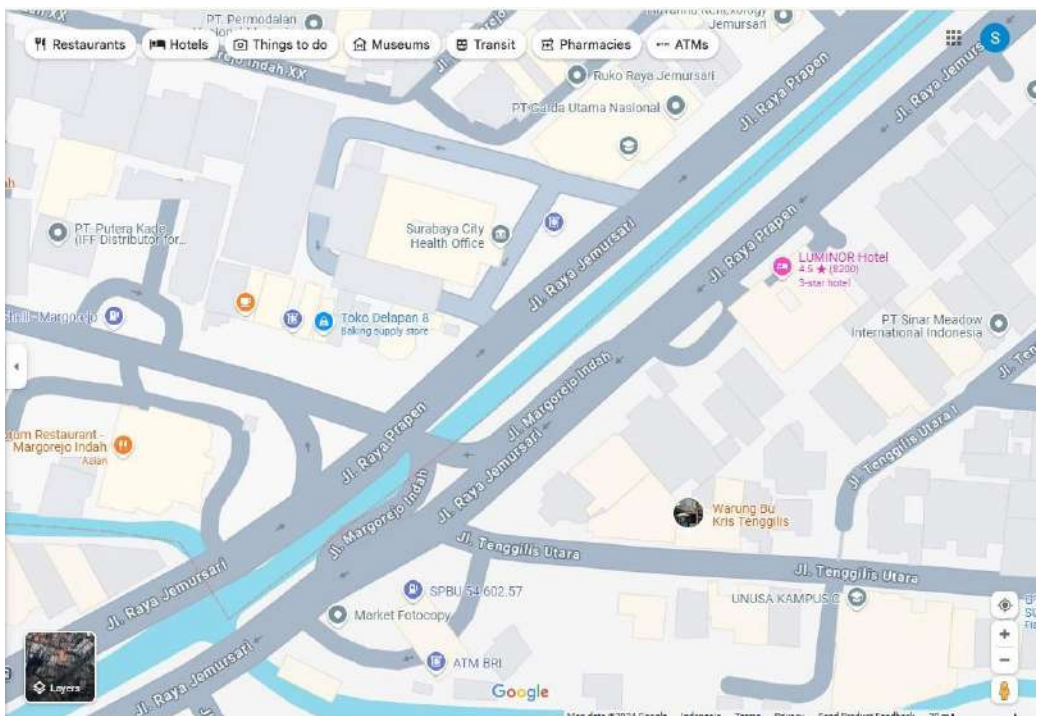 PT. Permodalan
Jemursari
Restaurants
Hotels
Things to do
Museums
Transit
Pharmacies
ATMs
S
Indah XX
Ruko Raya Jemursari
Jl. Raya Prapen
Jl. Raya Jemursari
Utama Nasional
PT. Putera Kade
(IFF Distributor for...
Surabaya City
Health Office
Jl. Raya Jemursari
Jl. Raya Prapen
LUMINOR Hotel
4.5 ★ (8200)
3-star hotel
Margorejo
Toko Delapan 8
Baking supply store
PT Sinar Meadow
International Indonesia
Jl. Margorejo Indah
Jl. Raya Prapen
Restaurant -
Margorejo Indah
Asian
Jl. Raya Jemursari
Jl. Tenggilis Utara I
Jl. Margorejo Indah
Warung Bu
Kris Tenggilis
Jl. Tenggilis Utara
Jl. Tenggilis Utara
Jl. Raya Jemursari
SPBU 54.602.57
UNUSA KAMPUS C
Market Fotocopy
ATM BRI
Jl. Raya Jemursari
Layers
Google